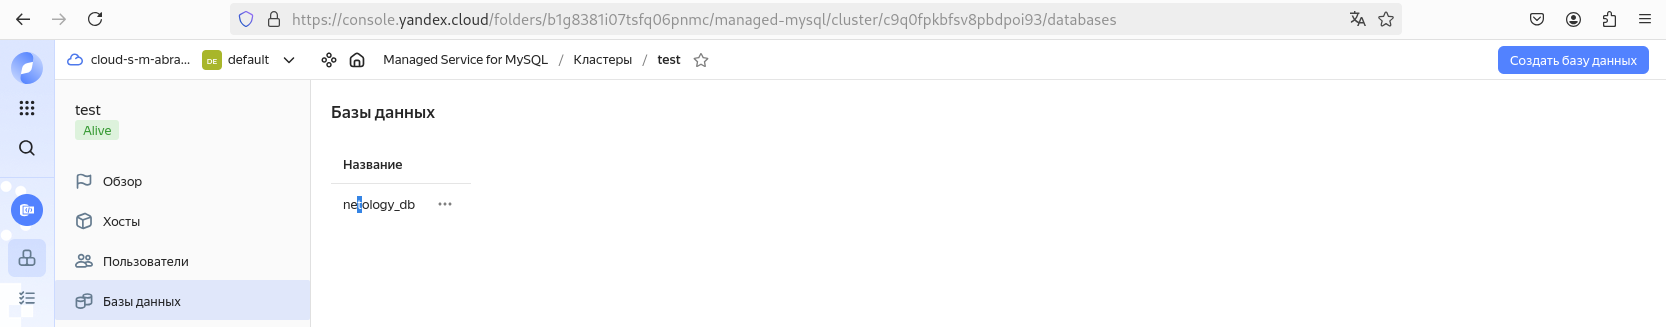 https://console.yandex.cloud/folders/b1g8381i07tsfq06pnmc/managed-mysql/cluster/c9q0fpkbfsv8pbdpoi93/databases
cloud-s-m-abra... DE default Managed Service for MySQL / Кластеры / test Создать базу данных
test
Alive
Обзор
Хосты
Пользователи
Базы данных
Базы данных
Название
netology_db